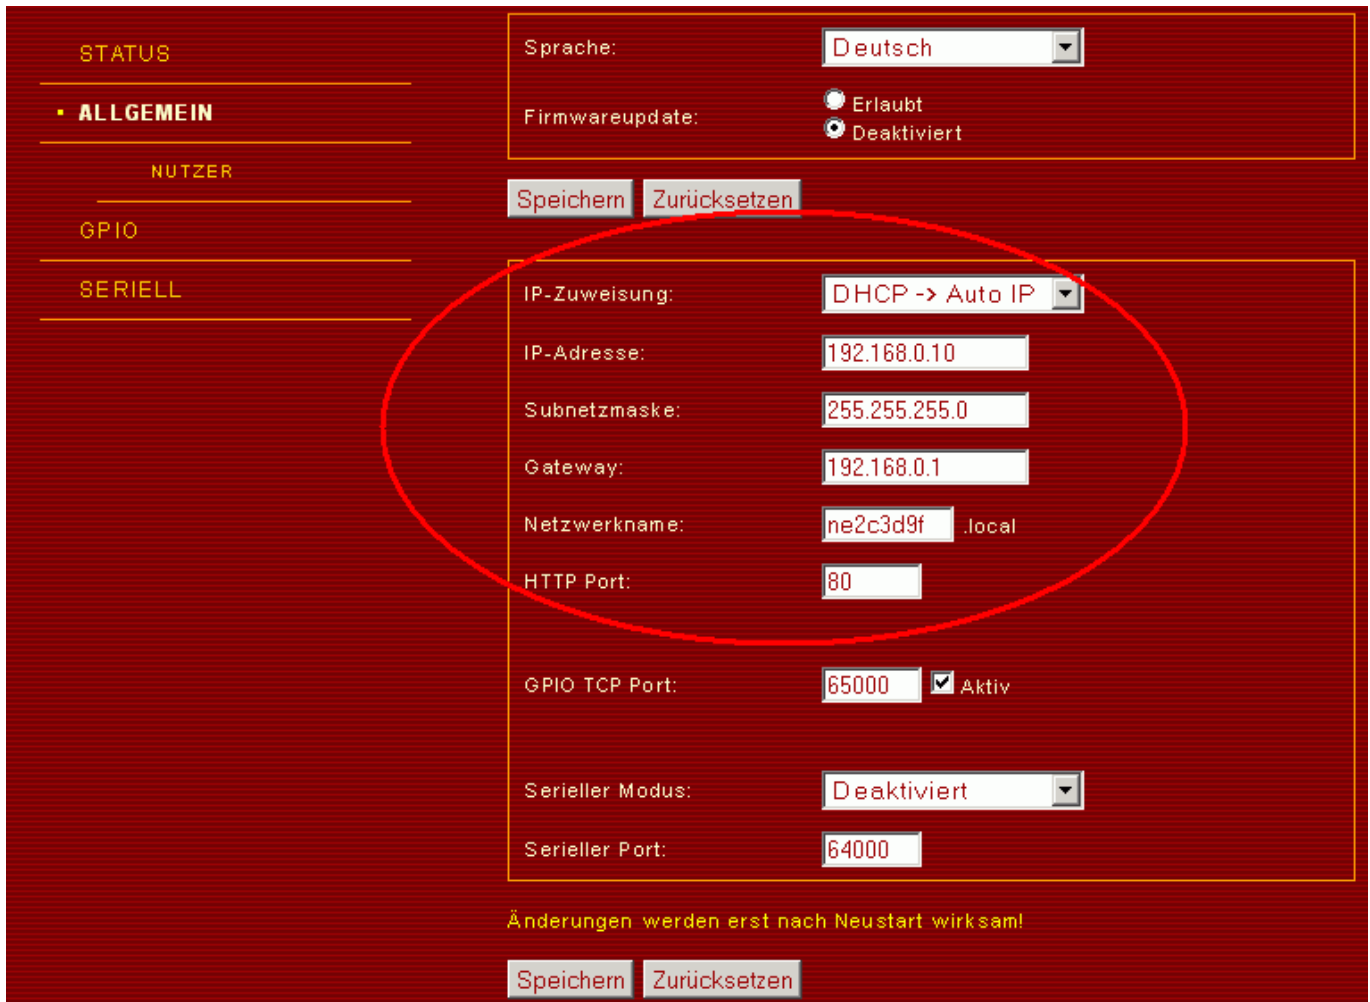 STATUS
ALLGEMEIN
NUTZER
GPIO
SERIELL
Sprache: Deutsch
Firmwareupdate: Erlaubt
Deaktiviert
Speichern Zurücksetzen
IP-Zuweisung: DHCP -> Auto IP
IP-Adresse: 192.168.0.10
Subnetzmaske: 255.255.255.0
Gateway: 192.168.0.1
Netzwerkname: ne2c3d9f .local
HTTP Port: 80
GPIO TCP Port: 65000 Aktiv
Serieller Modus: Deaktiviert
Serieller Port: 64000
Änderungen werden erst nach Neustart wirksam!
Speichern Zurücksetzen